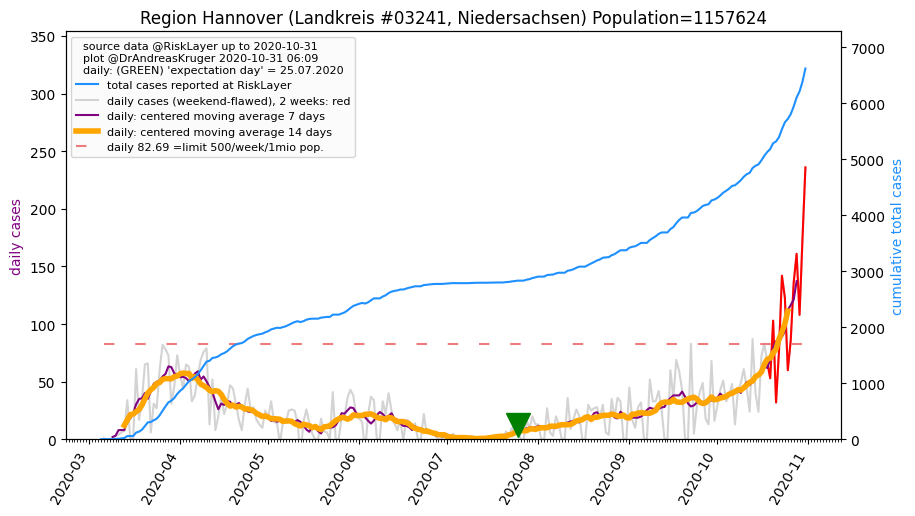 Region Hannover (Landkreis #03241, Niedersachsen) Population=1157624
source data @RiskLayer up to 2020-10-31
plot @DrAndreasKruger 2020-10-31 06:09
daily: (GREEN) 'expectation day' = 25.07.2020
total cases reported at RiskLayer
daily cases (weekend-flawed), 2 weeks: red
daily: centered moving average 7 days
daily: centered moving average 14 days
daily 82.69 =limit 500/week/1mio pop.
daily cases
350
300
250
200
150
100
50
0
cumulative total cases
7000
6000
5000
4000
3000
2000
1000
0
2020-03
2020-04
2020-05
2020-06
2020-07
2020-08
2020-09
2020-10
2020-11